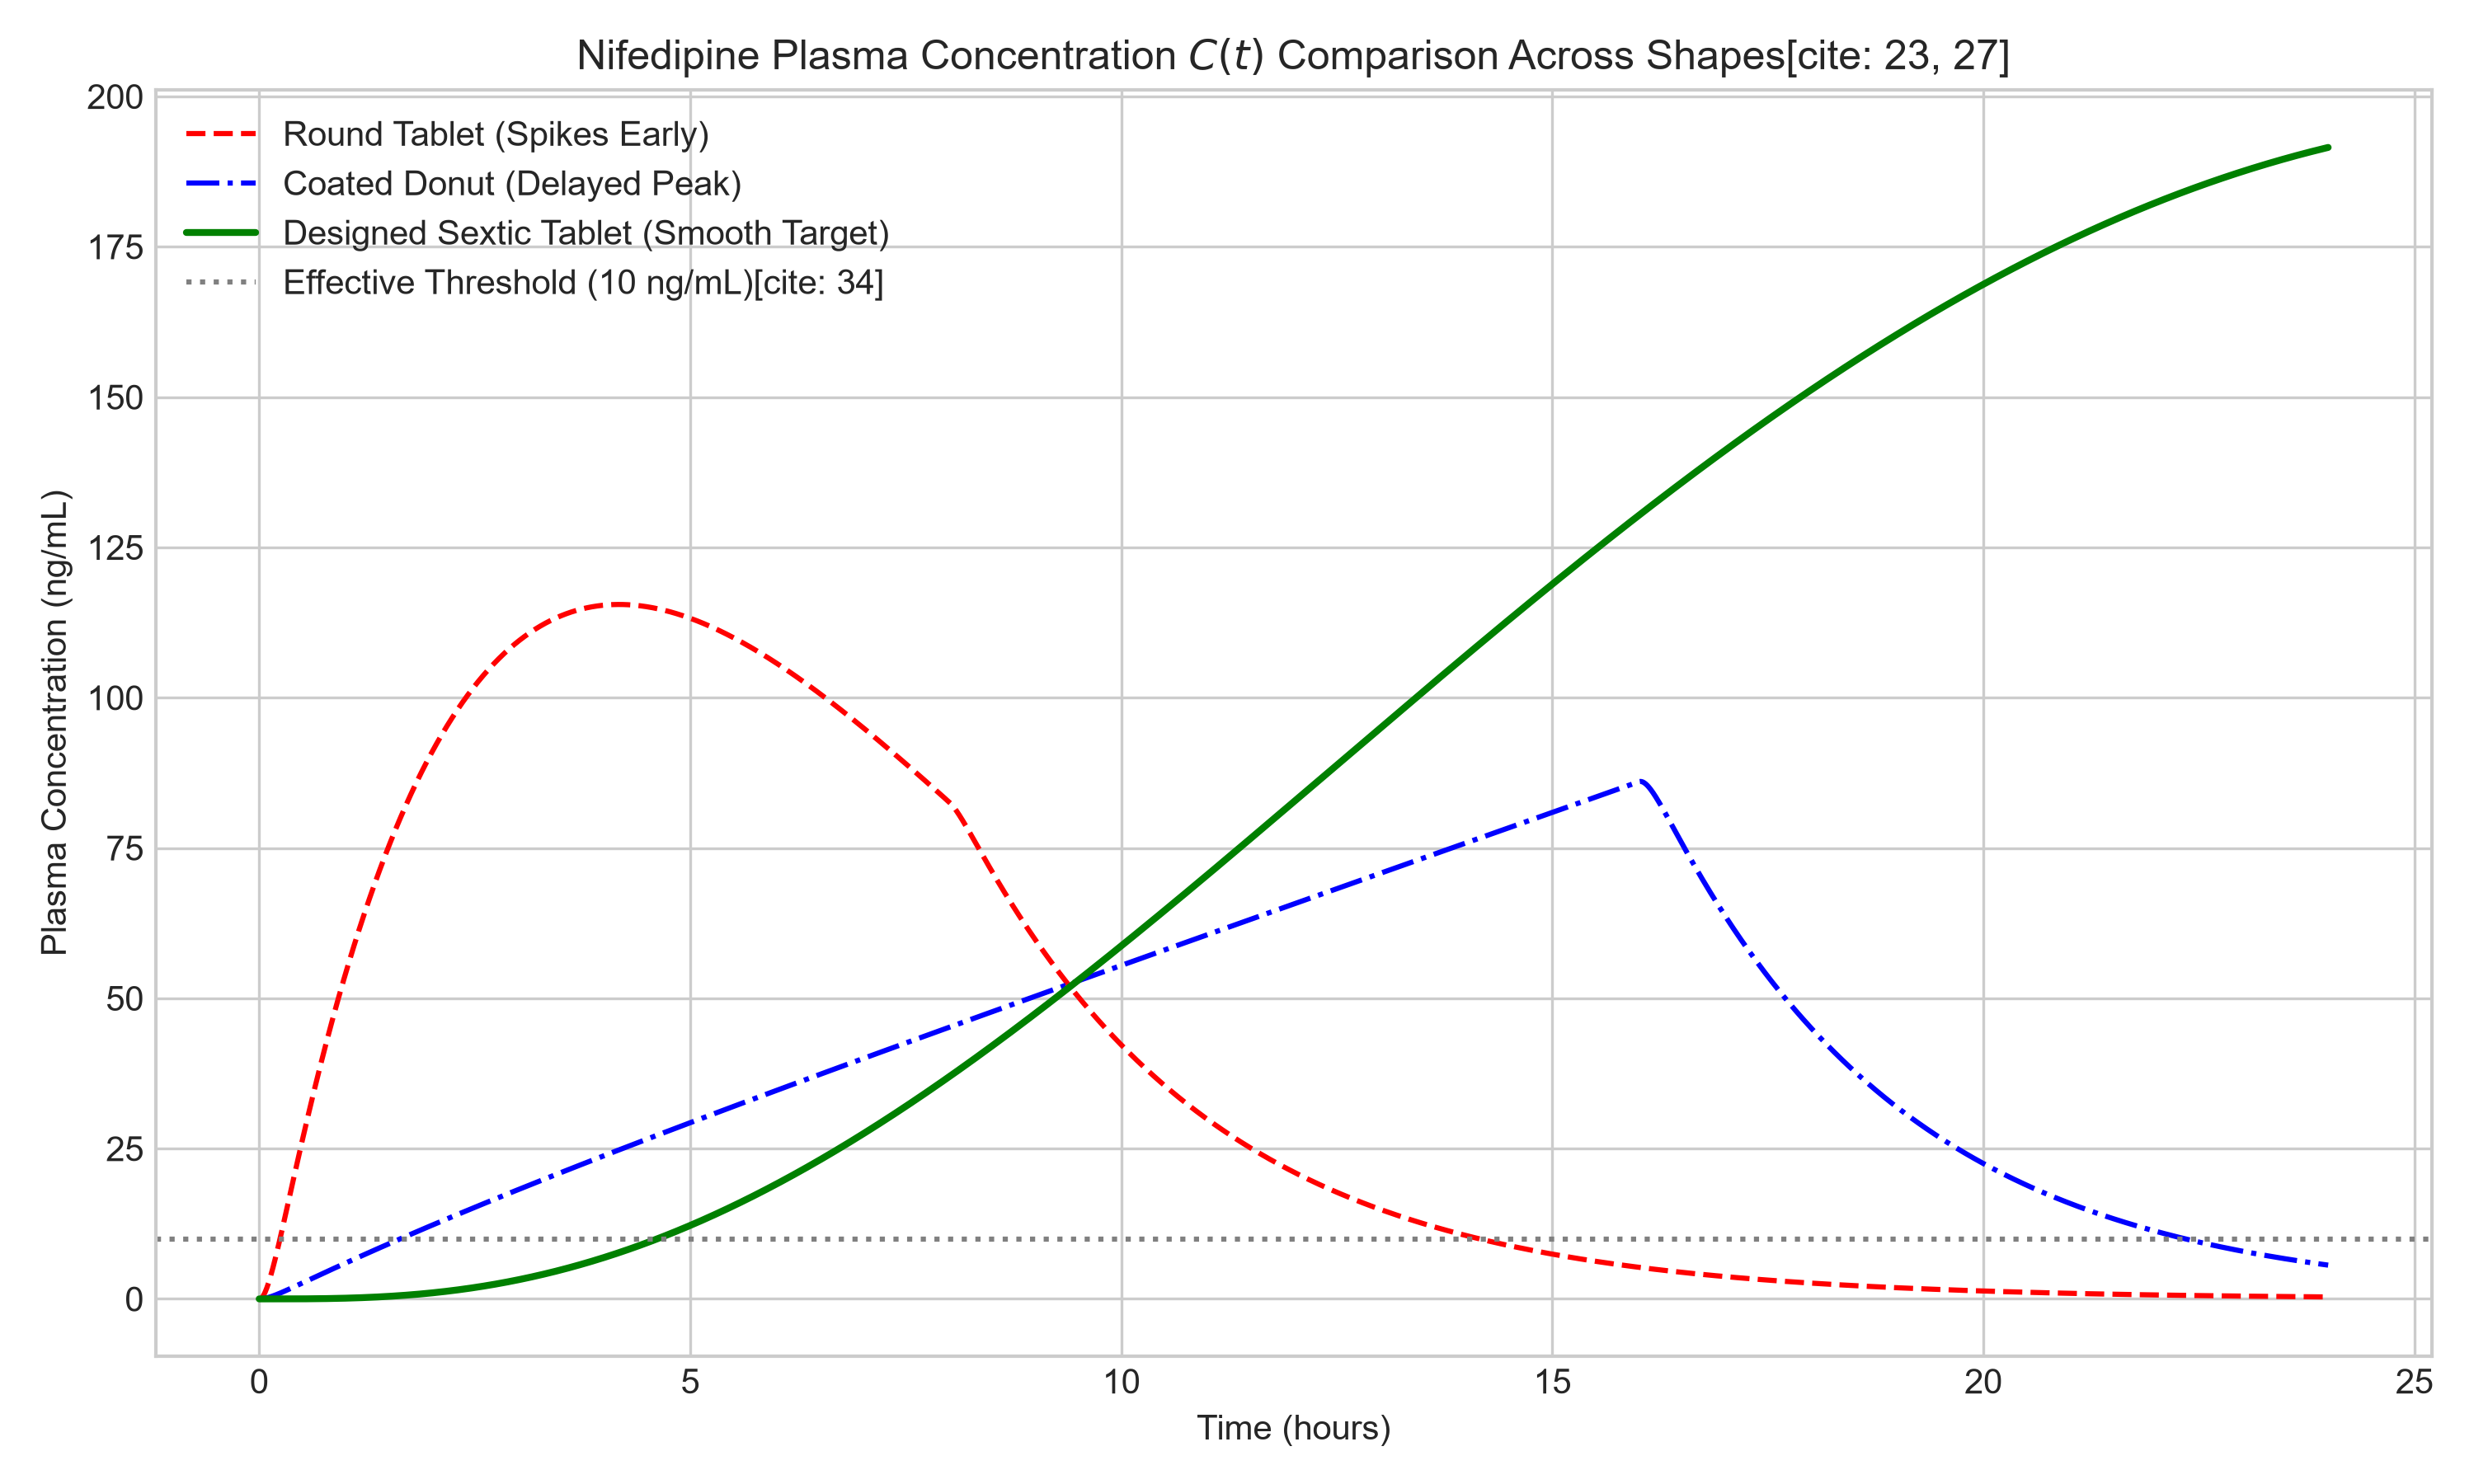 Nifedipine Plasma Concentration C(t) Comparison Across Shapes[cite: 23, 27]
Round Tablet (Spikes Early)
Coated Donut (Delayed Peak)
Designed Sextic Tablet (Smooth Target)
Effective Threshold (10 ng/mL)[cite: 34]
Plasma Concentration (ng/mL)
200
175
150
125
100
75
50
25
0
0 5 10 15 20 25
Time (hours)